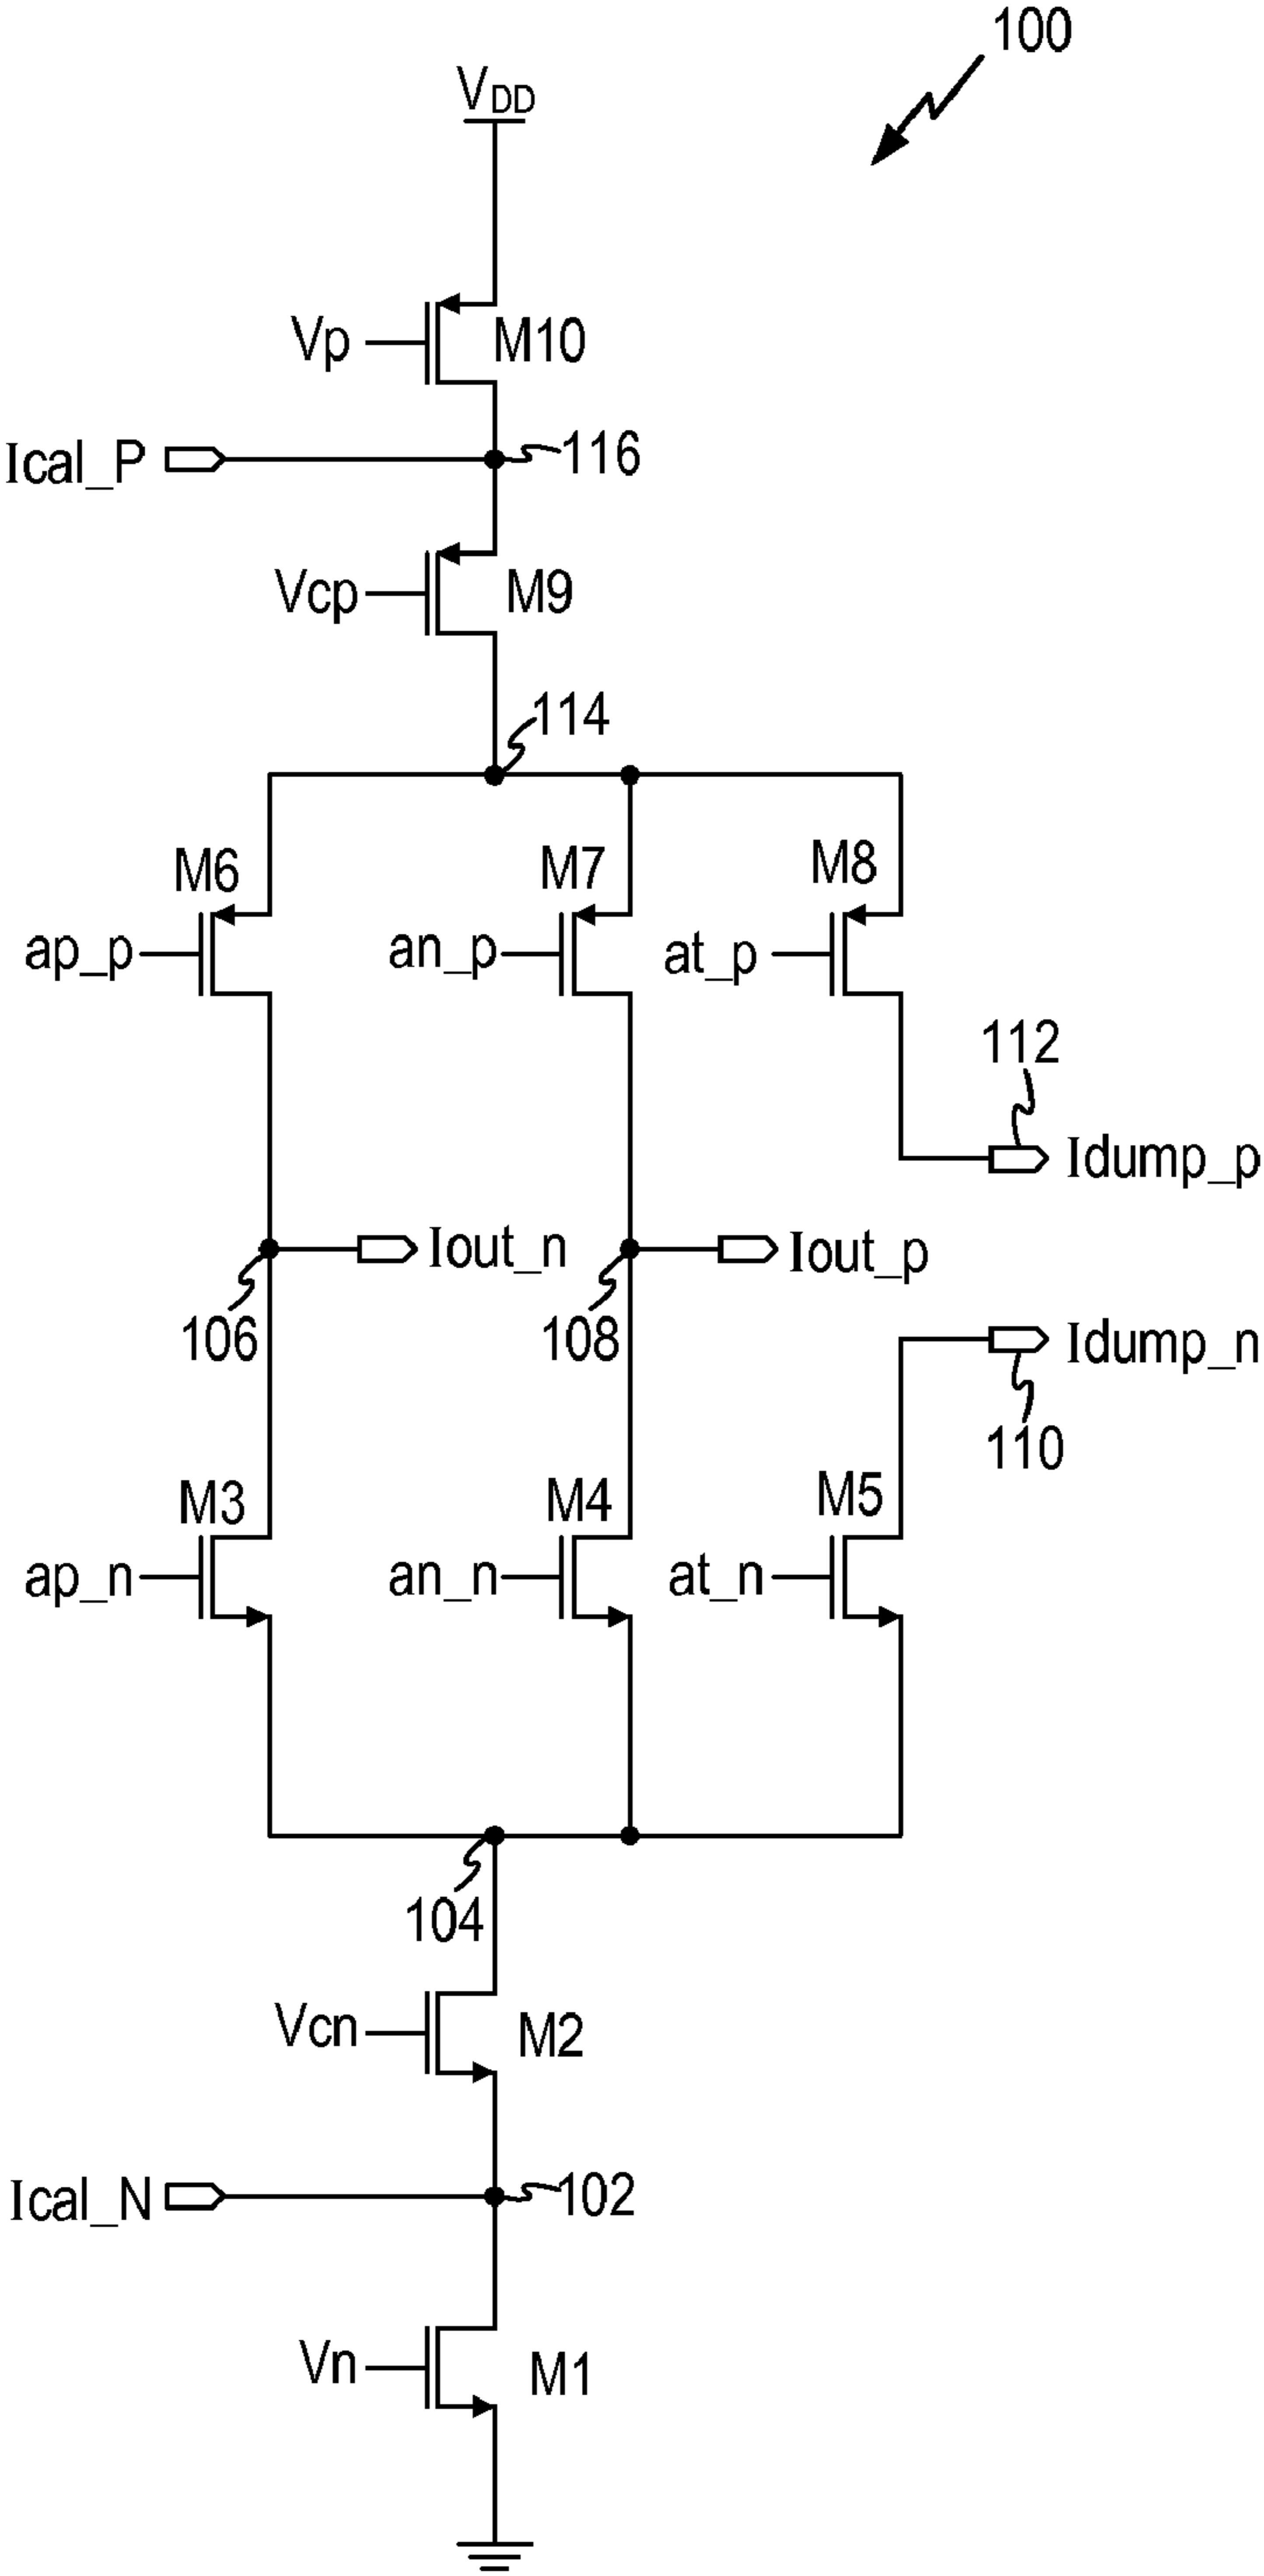 100
VDD
Vp
M10
Ical_P
116
Vcp
M9
114
M6
M7
M8
ap_p
an_p
at_p
112
Idump_p
Iout_n
Iout_p
106
108
Idump_n
110
M3
M4
M5
ap_n
an_n
at_n
104
Vcn
M2
Ical_N
102
Vn
M1